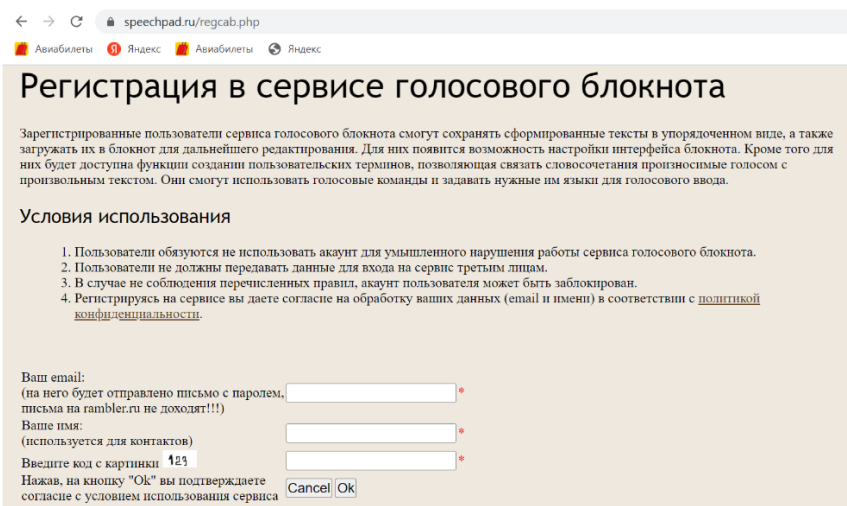 speechpad.ru/regcab.php
Авиабилеты Яндекс Авиабилеты Яндекс
Регистрация в сервисе голосового блокнота
Зарегистрированные пользователи сервиса голосового блокнота смогут сохранять сформированные тексты в упорядоченном виде, а также
загружать их в блокнот для дальнейшего редактирования. Для них появится возможность настройки интерфейса блокнота. Кроме того для
них будет доступна функции создании пользовательских терминов, позволяющая связать словосочетания произносимые голосом с
произвольным текстом. Они смогут использовать голосовые команды и задавать нужные им языки для голосового ввода.
Условия использования
1. Пользователи обязуются не использовать акаунт для умышленного нарушения работы сервиса голосового блокнота.
2. Пользователи не должны передавать данные для входа на сервис третьим лицам.
3. В случае не соблюдения перечисленных правил, акаунт пользователя может быть заблокирован.
4. Регистрируясь на сервисе вы даете согласие на обработку ваших данных (email и имени) в соответствии с политикой
конфиденциальности.
Ваш email:
(на него будет отправлено письмо с паролем, *
письма на rambler.ru не доходят!!!)
Ваше имя:
(используется для контактов) *
Введите код с картинки 123 *
Нажав, на кнопку "Ok" вы подтверждаете
согласие с условием использования сервиса Cancel Ok